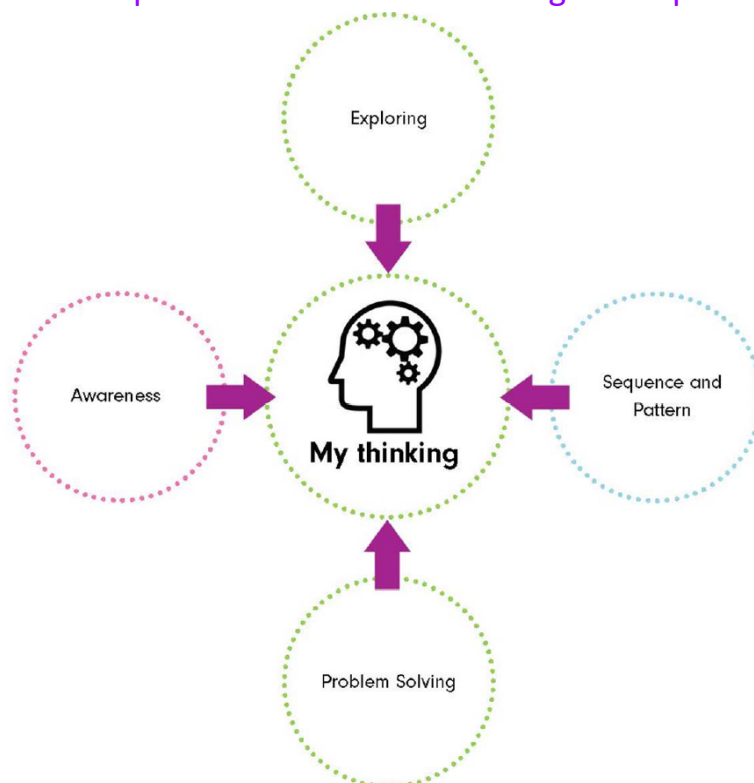 Exploring
Awareness
My thinking
Sequence and
Pattern
Problem Solving